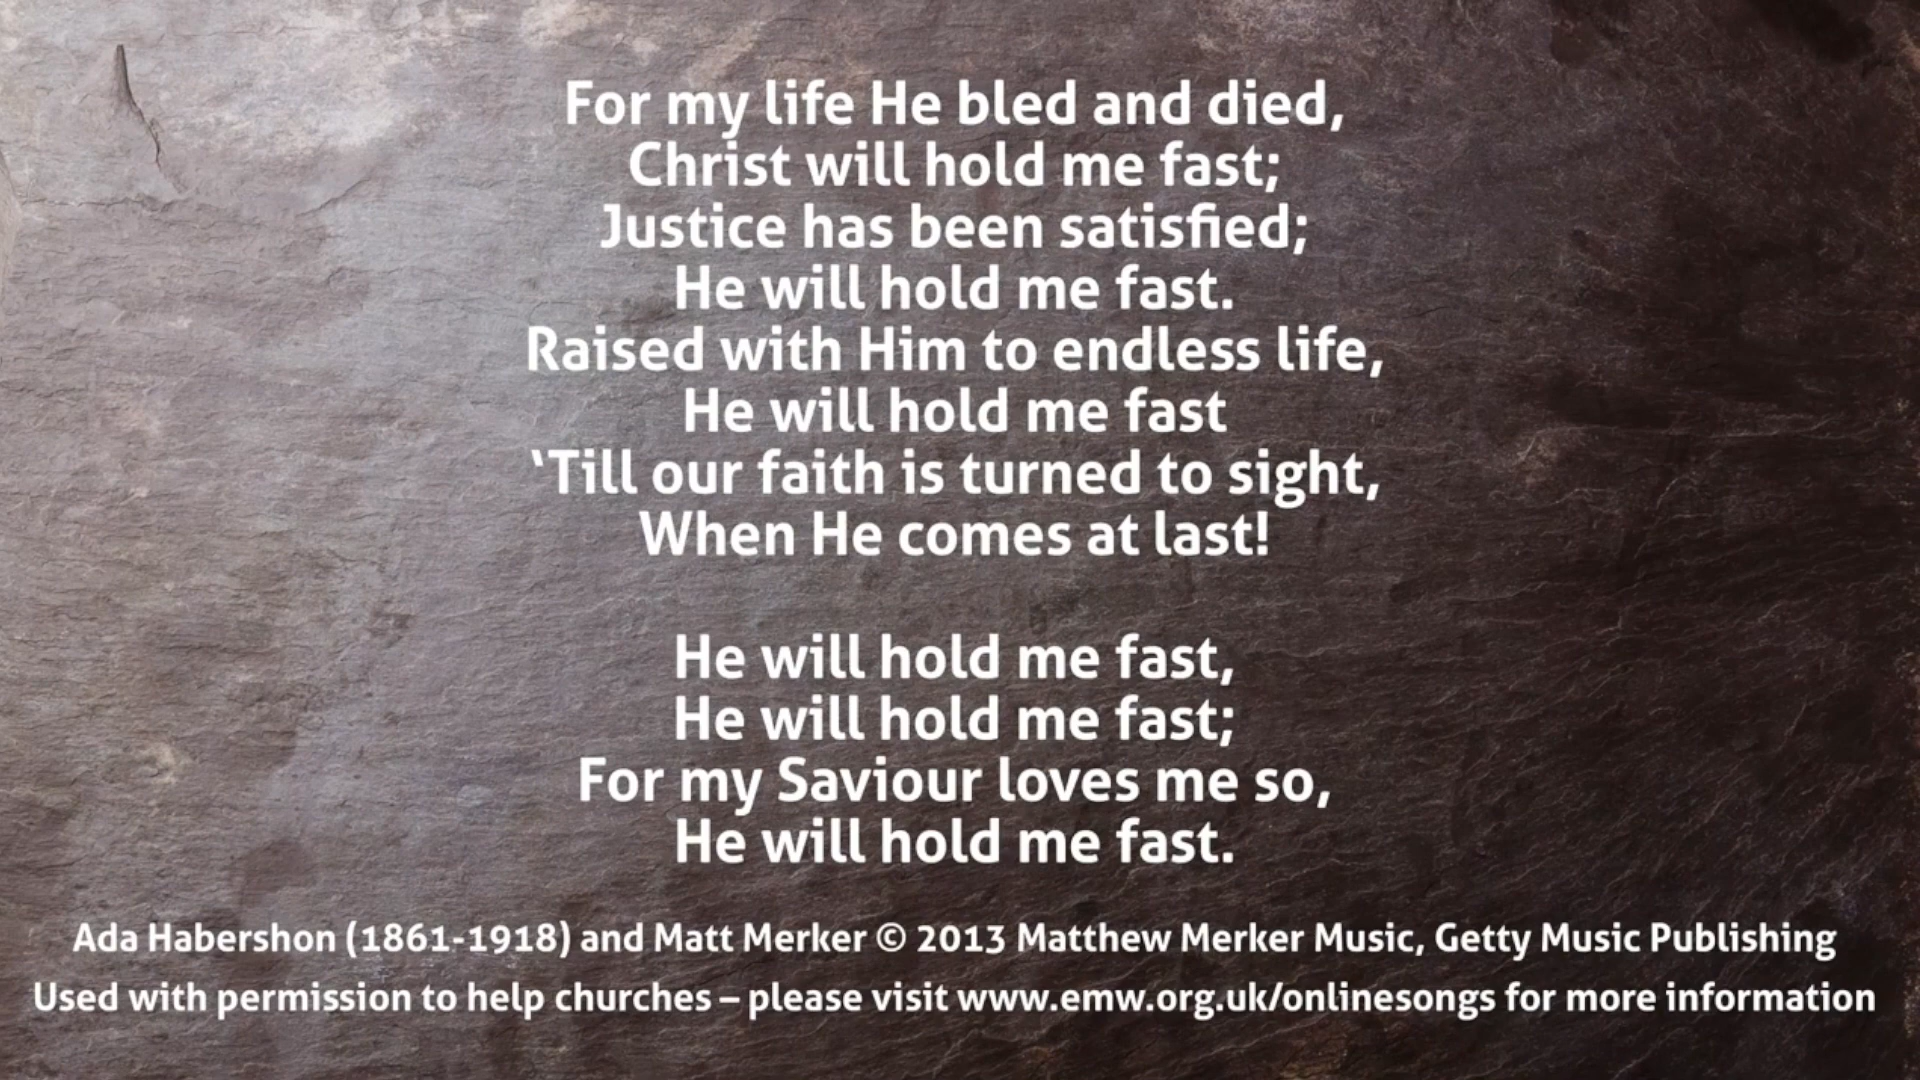 For my life He bled and died,
Christ will hold me fast;
Justice has been satisfied;
He will hold me fast.
Raised with Him to endless life,
He will hold me fast
‘Till our faith is turned to sight,
When He comes at last!
He will hold me fast,
He will hold me fast;
For my Saviour loves me so,
He will hold me fast.
Ada Habershon (1861-1918) and Matt Merker © 2013 Matthew Merker Music, Getty Music Publishing
Used with permission to help churches – please visit www.emw.org.uk/onlinesongs for more information